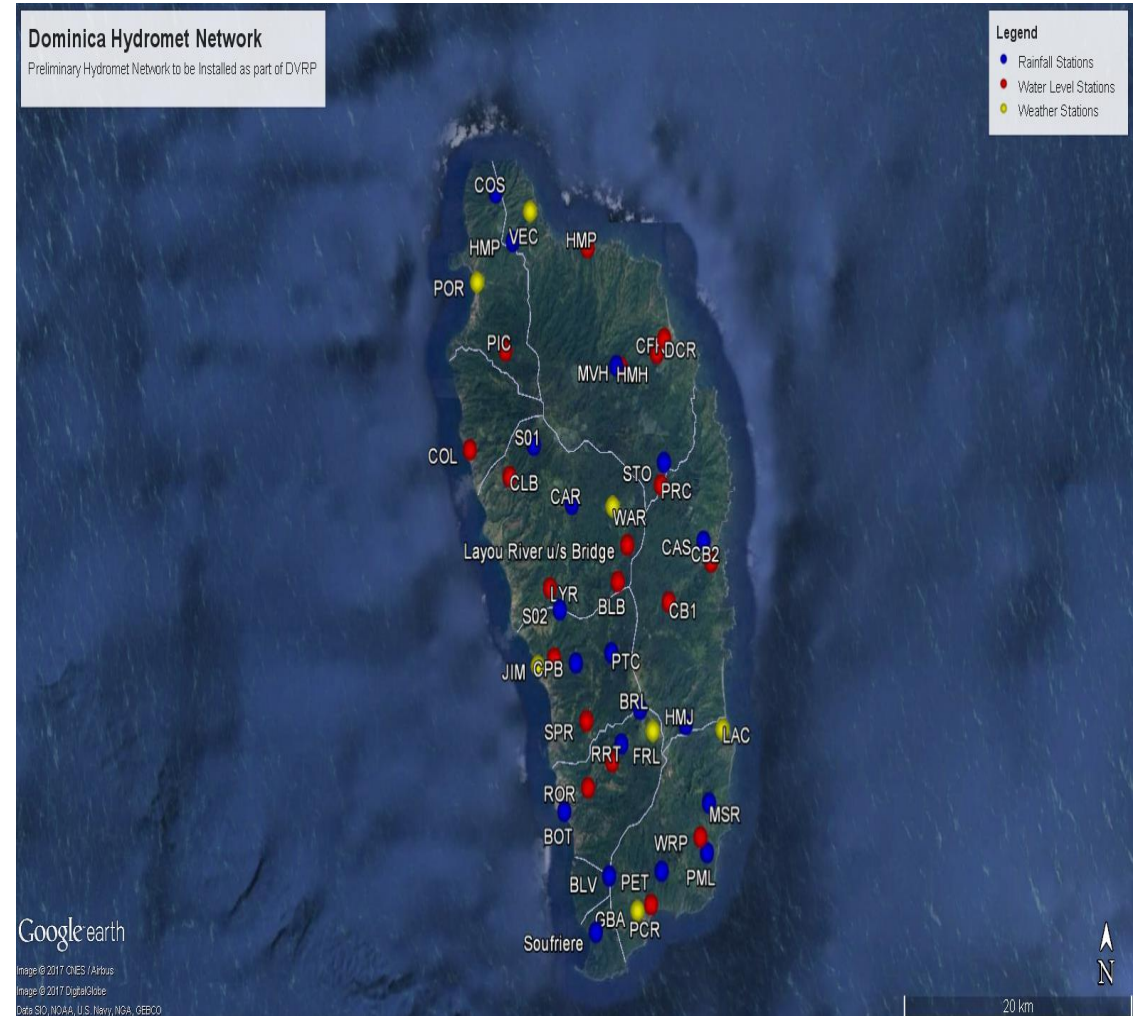 Dominica Hydromet Network
Preliminary Hydromet Network to be Installed as part of DVRP
Legend
Rainfall Stations
Water Level Stations
Weather Stations
COS
VEC
HMP
HMP
POR
PIC
DCR
MVH
HMH
S01
COL
CLB
STO
PRC
CAR
WAR
Layou River u/s Bridge
CAS
CB2
LYR
BLB
CB1
S02
PTC
JIM
CPB
BRL
HMJ
SPR
LAC
RRT
FRL
ROR
MSR
BOT
WRP
PML
BLV
PET
GBA
PCR
Soufriere
Google earth
Image © 2017 CNES / Airbus
Image © 2017 DigitalGlobe
Data SIO, NOAA, U.S. Navy, NGA, GEBCO
N
20 km